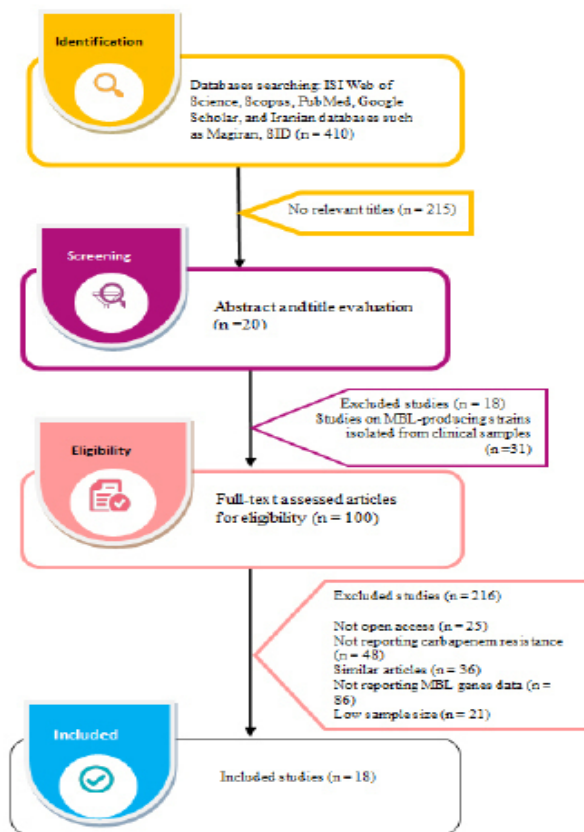 Identification
Databases searching: ISI Web of
Science, Scopus, PubMed, Google
Scholar, and Iranian databases such
as Magiran, SID (n = 410)
No relevant titles (n = 215)
Screening
Abstract and title evaluation
(n =20)
Excluded studies (n = 18)
Studies on MBL-producing strains
isolated from clinical samples
(n =31)
Eligibility
Full-text assessed articles
for eligibility (n = 100)
Excluded studies (n = 216)
Not open access (n = 25)
Not reporting carbapenem resistance
(n = 48)
Similar articles (n = 36)
Not reporting MBL genes data (n =
86)
Low sample size (n = 21)
Included
Included studies (n = 18)